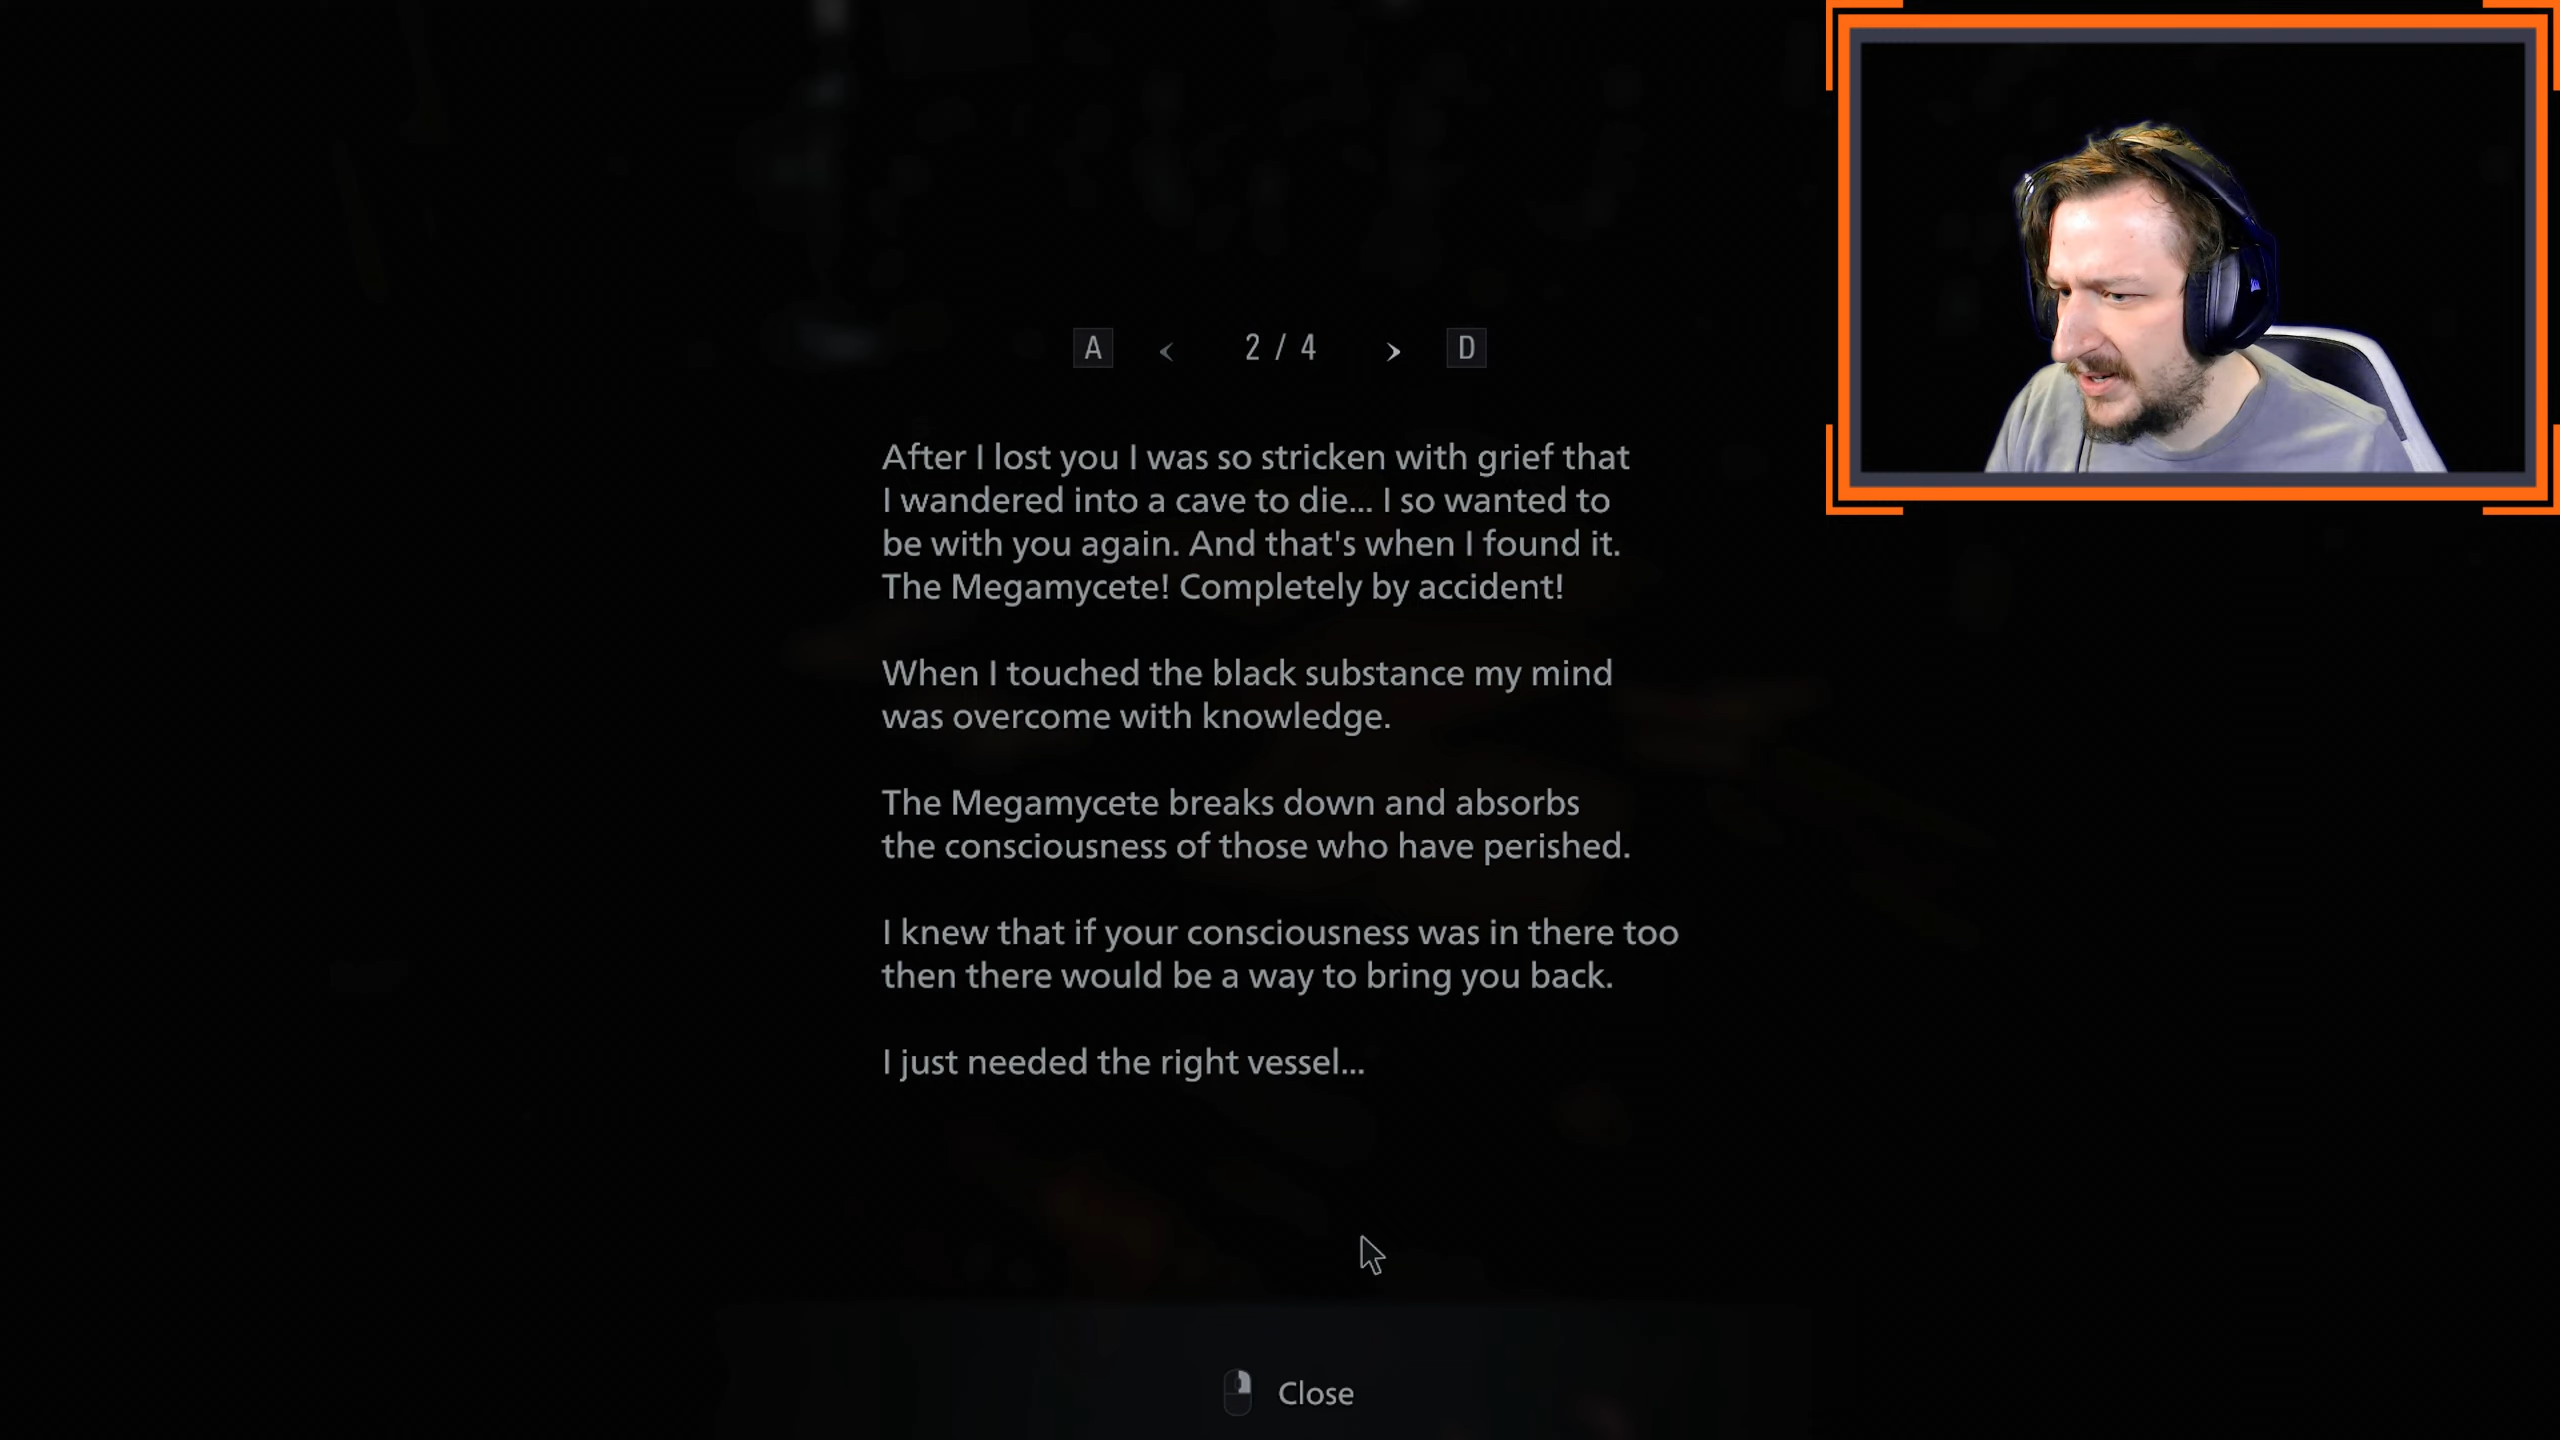 A < 2 / 4 > D
After I lost you I was so stricken with grief that
I wandered into a cave to die... I so wanted to
be with you again. And that's when I found it.
The Megamycete! Completely by accident!
When I touched the black substance my mind
was overcome with knowledge.
The Megamycete breaks down and absorbs
the consciousness of those who have perished.
I knew that if your consciousness was in there too
then there would be a way to bring you back.
I just needed the right vessel...
Close